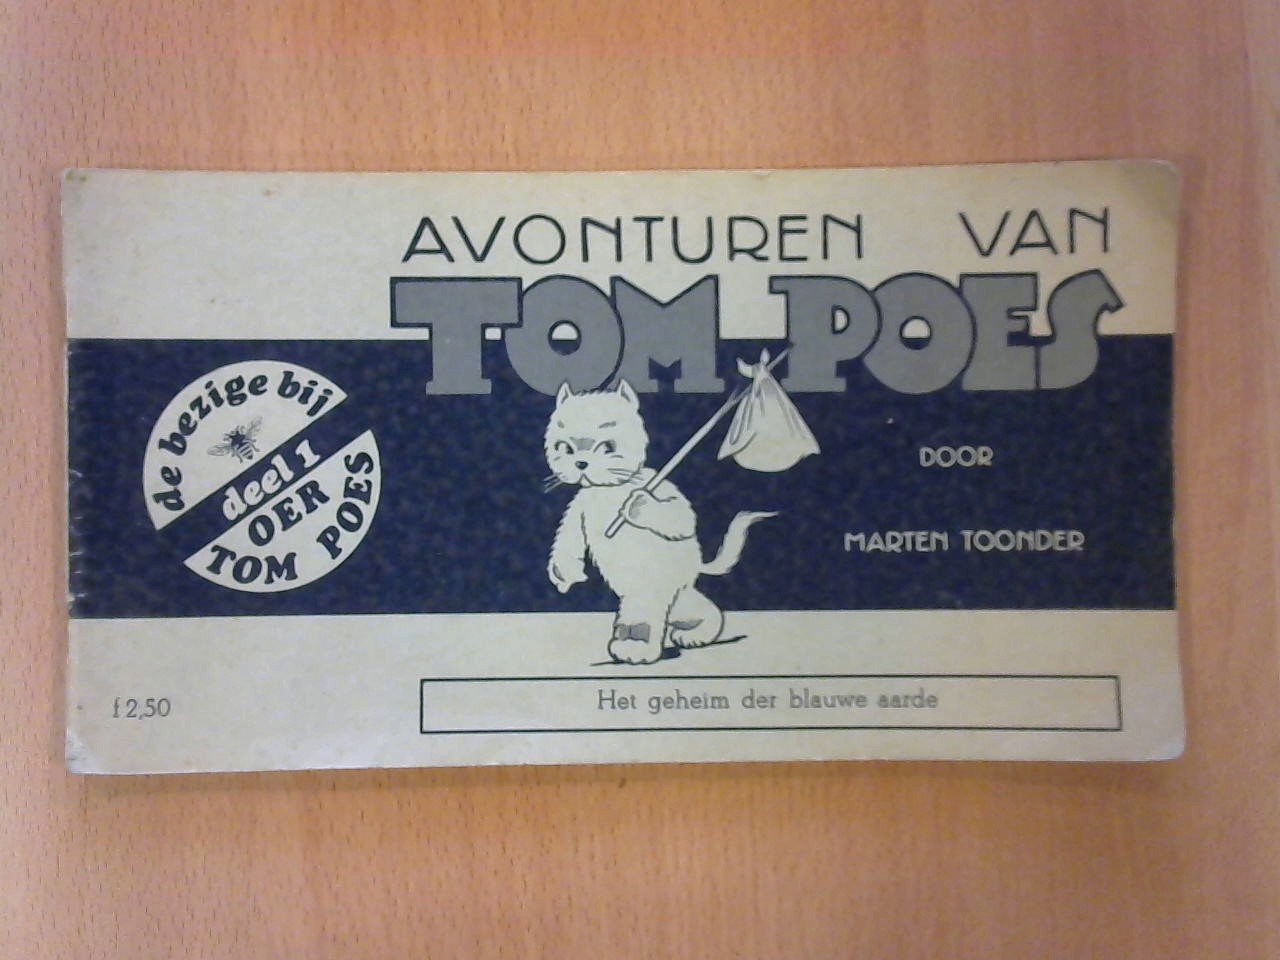 AVONTUREN VAN
TOM POES
de bezige bij
deel 1
OER
TOM POES
DOOR
MARTEN TOONDER
f 2,50
Het geheim der blauwe aarde